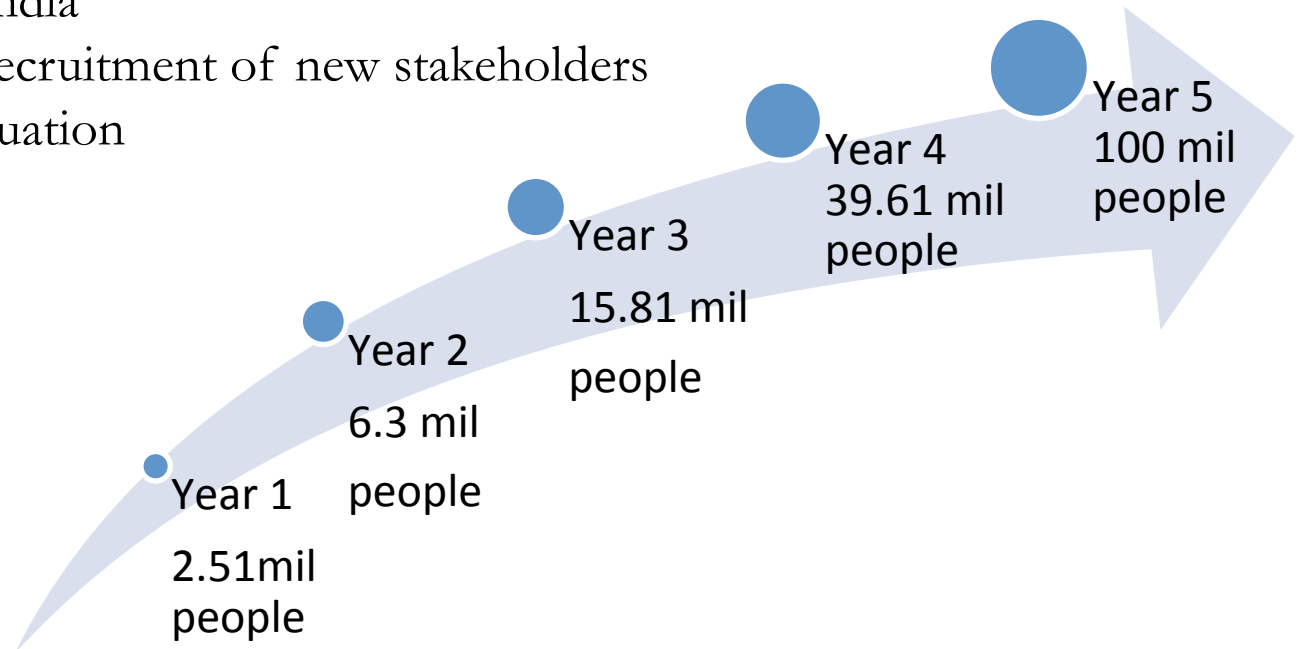 ndia
ecruitment of new stakeholders
uation
Year 1
2.51mil
people
Year 2
6.3 mil
people
Year 3
15.81 mil
people
Year 4
39.61 mil
people
Year 5
100 mil
people